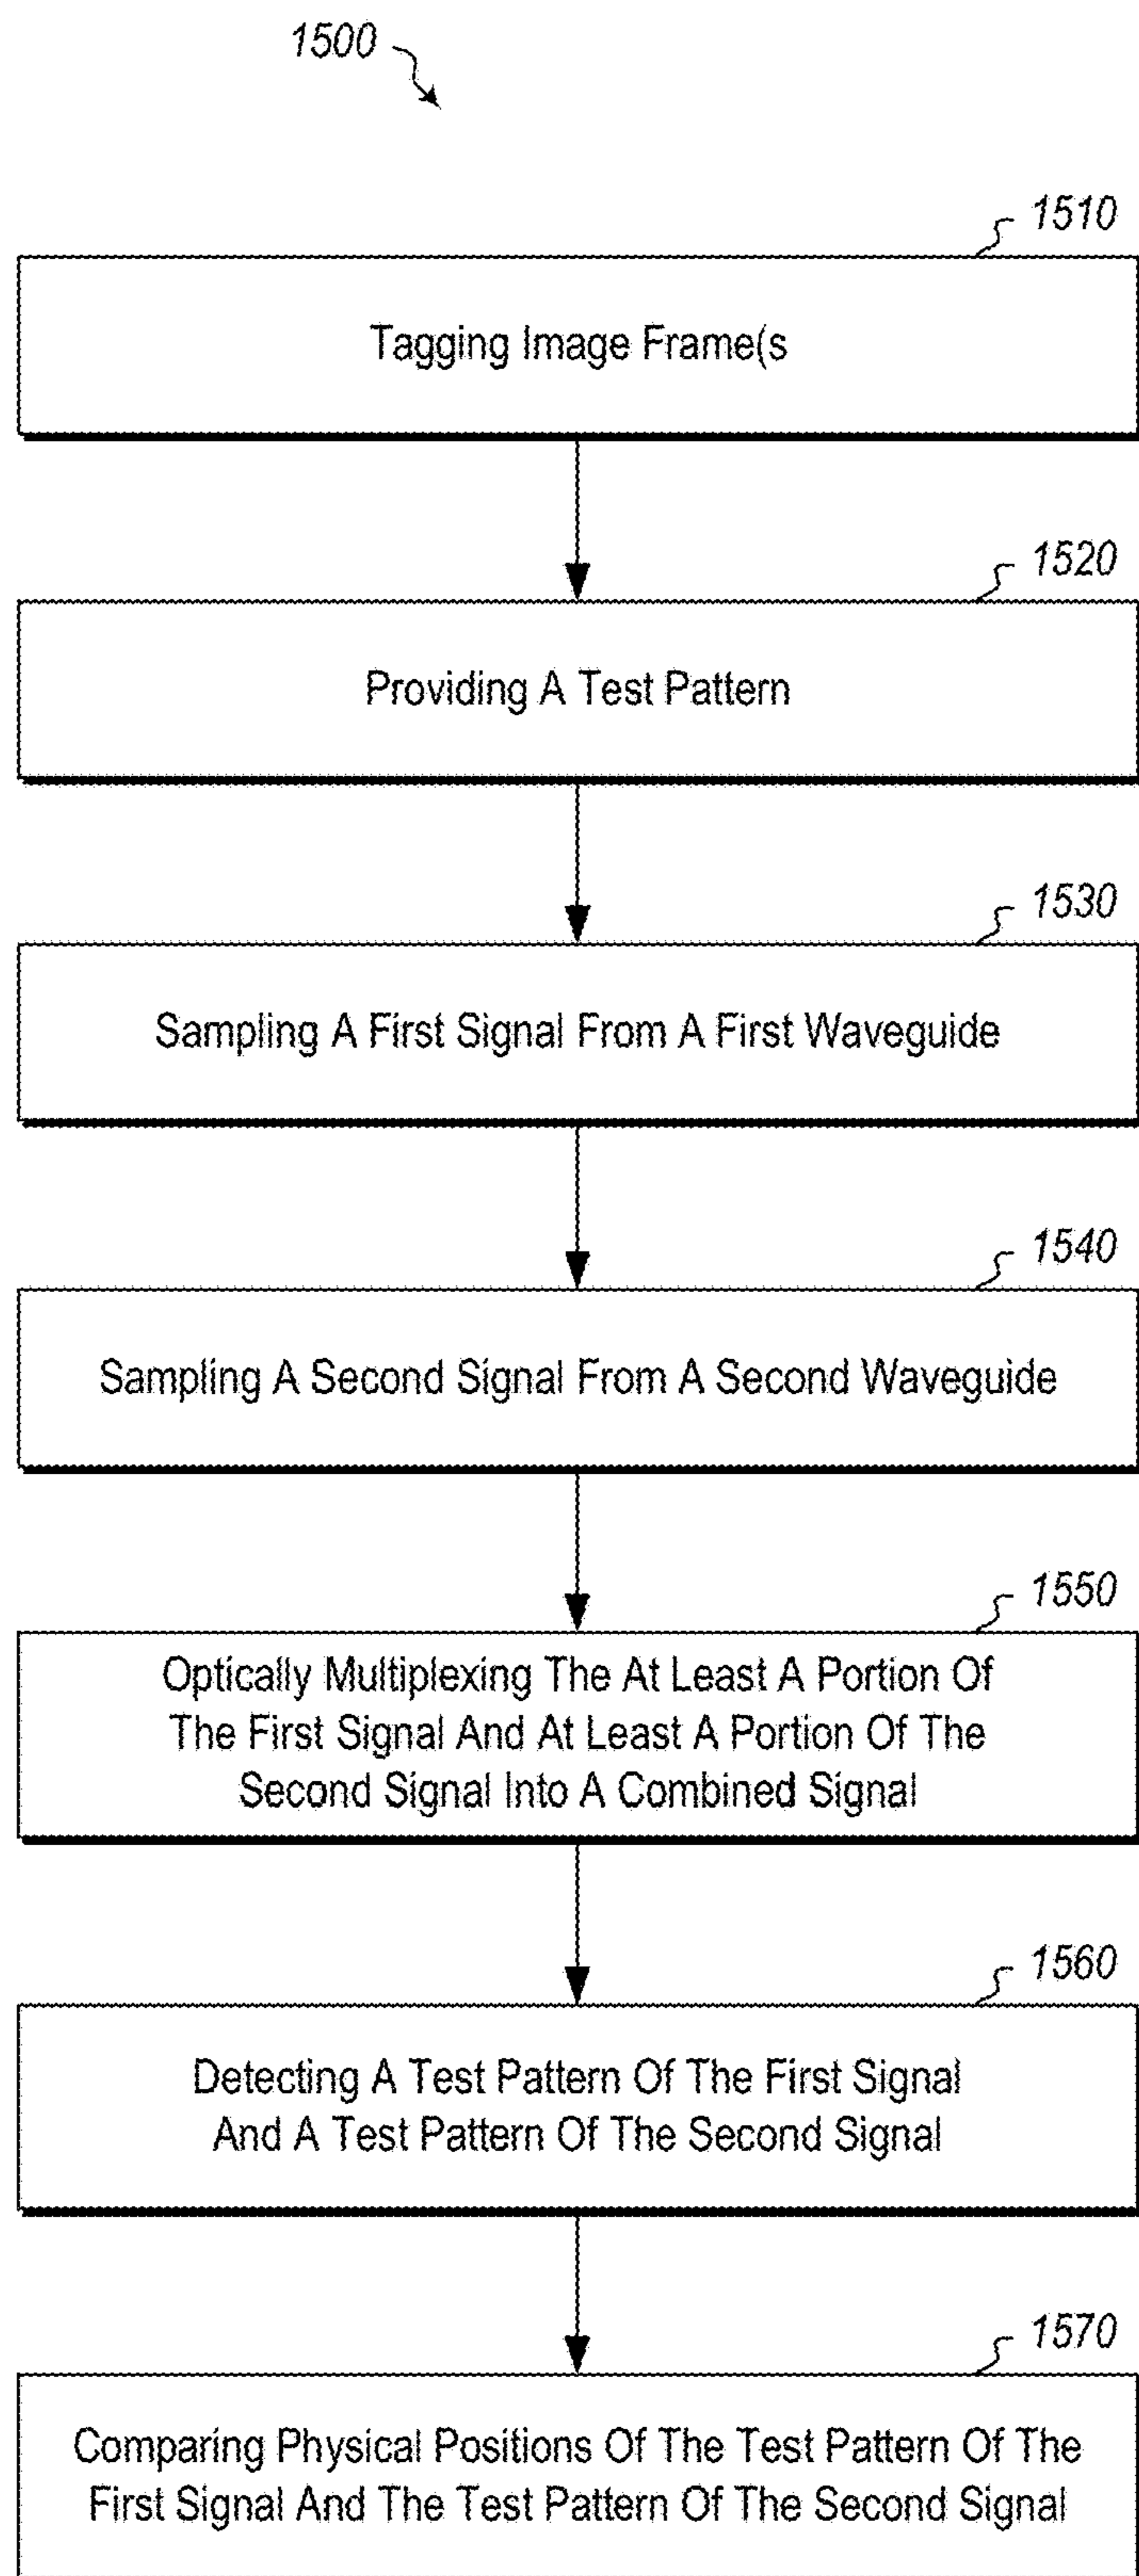 1500
1510
Tagging Image Frame(s
1520
Providing A Test Pattern
1530
Sampling A First Signal From A First Waveguide
1540
Sampling A Second Signal From A Second Waveguide
1550
Optically Multiplexing The At Least A Portion Of
The First Signal And At Least A Portion Of The
Second Signal Into A Combined Signal
1560
Detecting A Test Pattern Of The First Signal
And A Test Pattern Of The Second Signal
1570
Comparing Physical Positions Of The Test Pattern Of The
First Signal And The Test Pattern Of The Second Signal